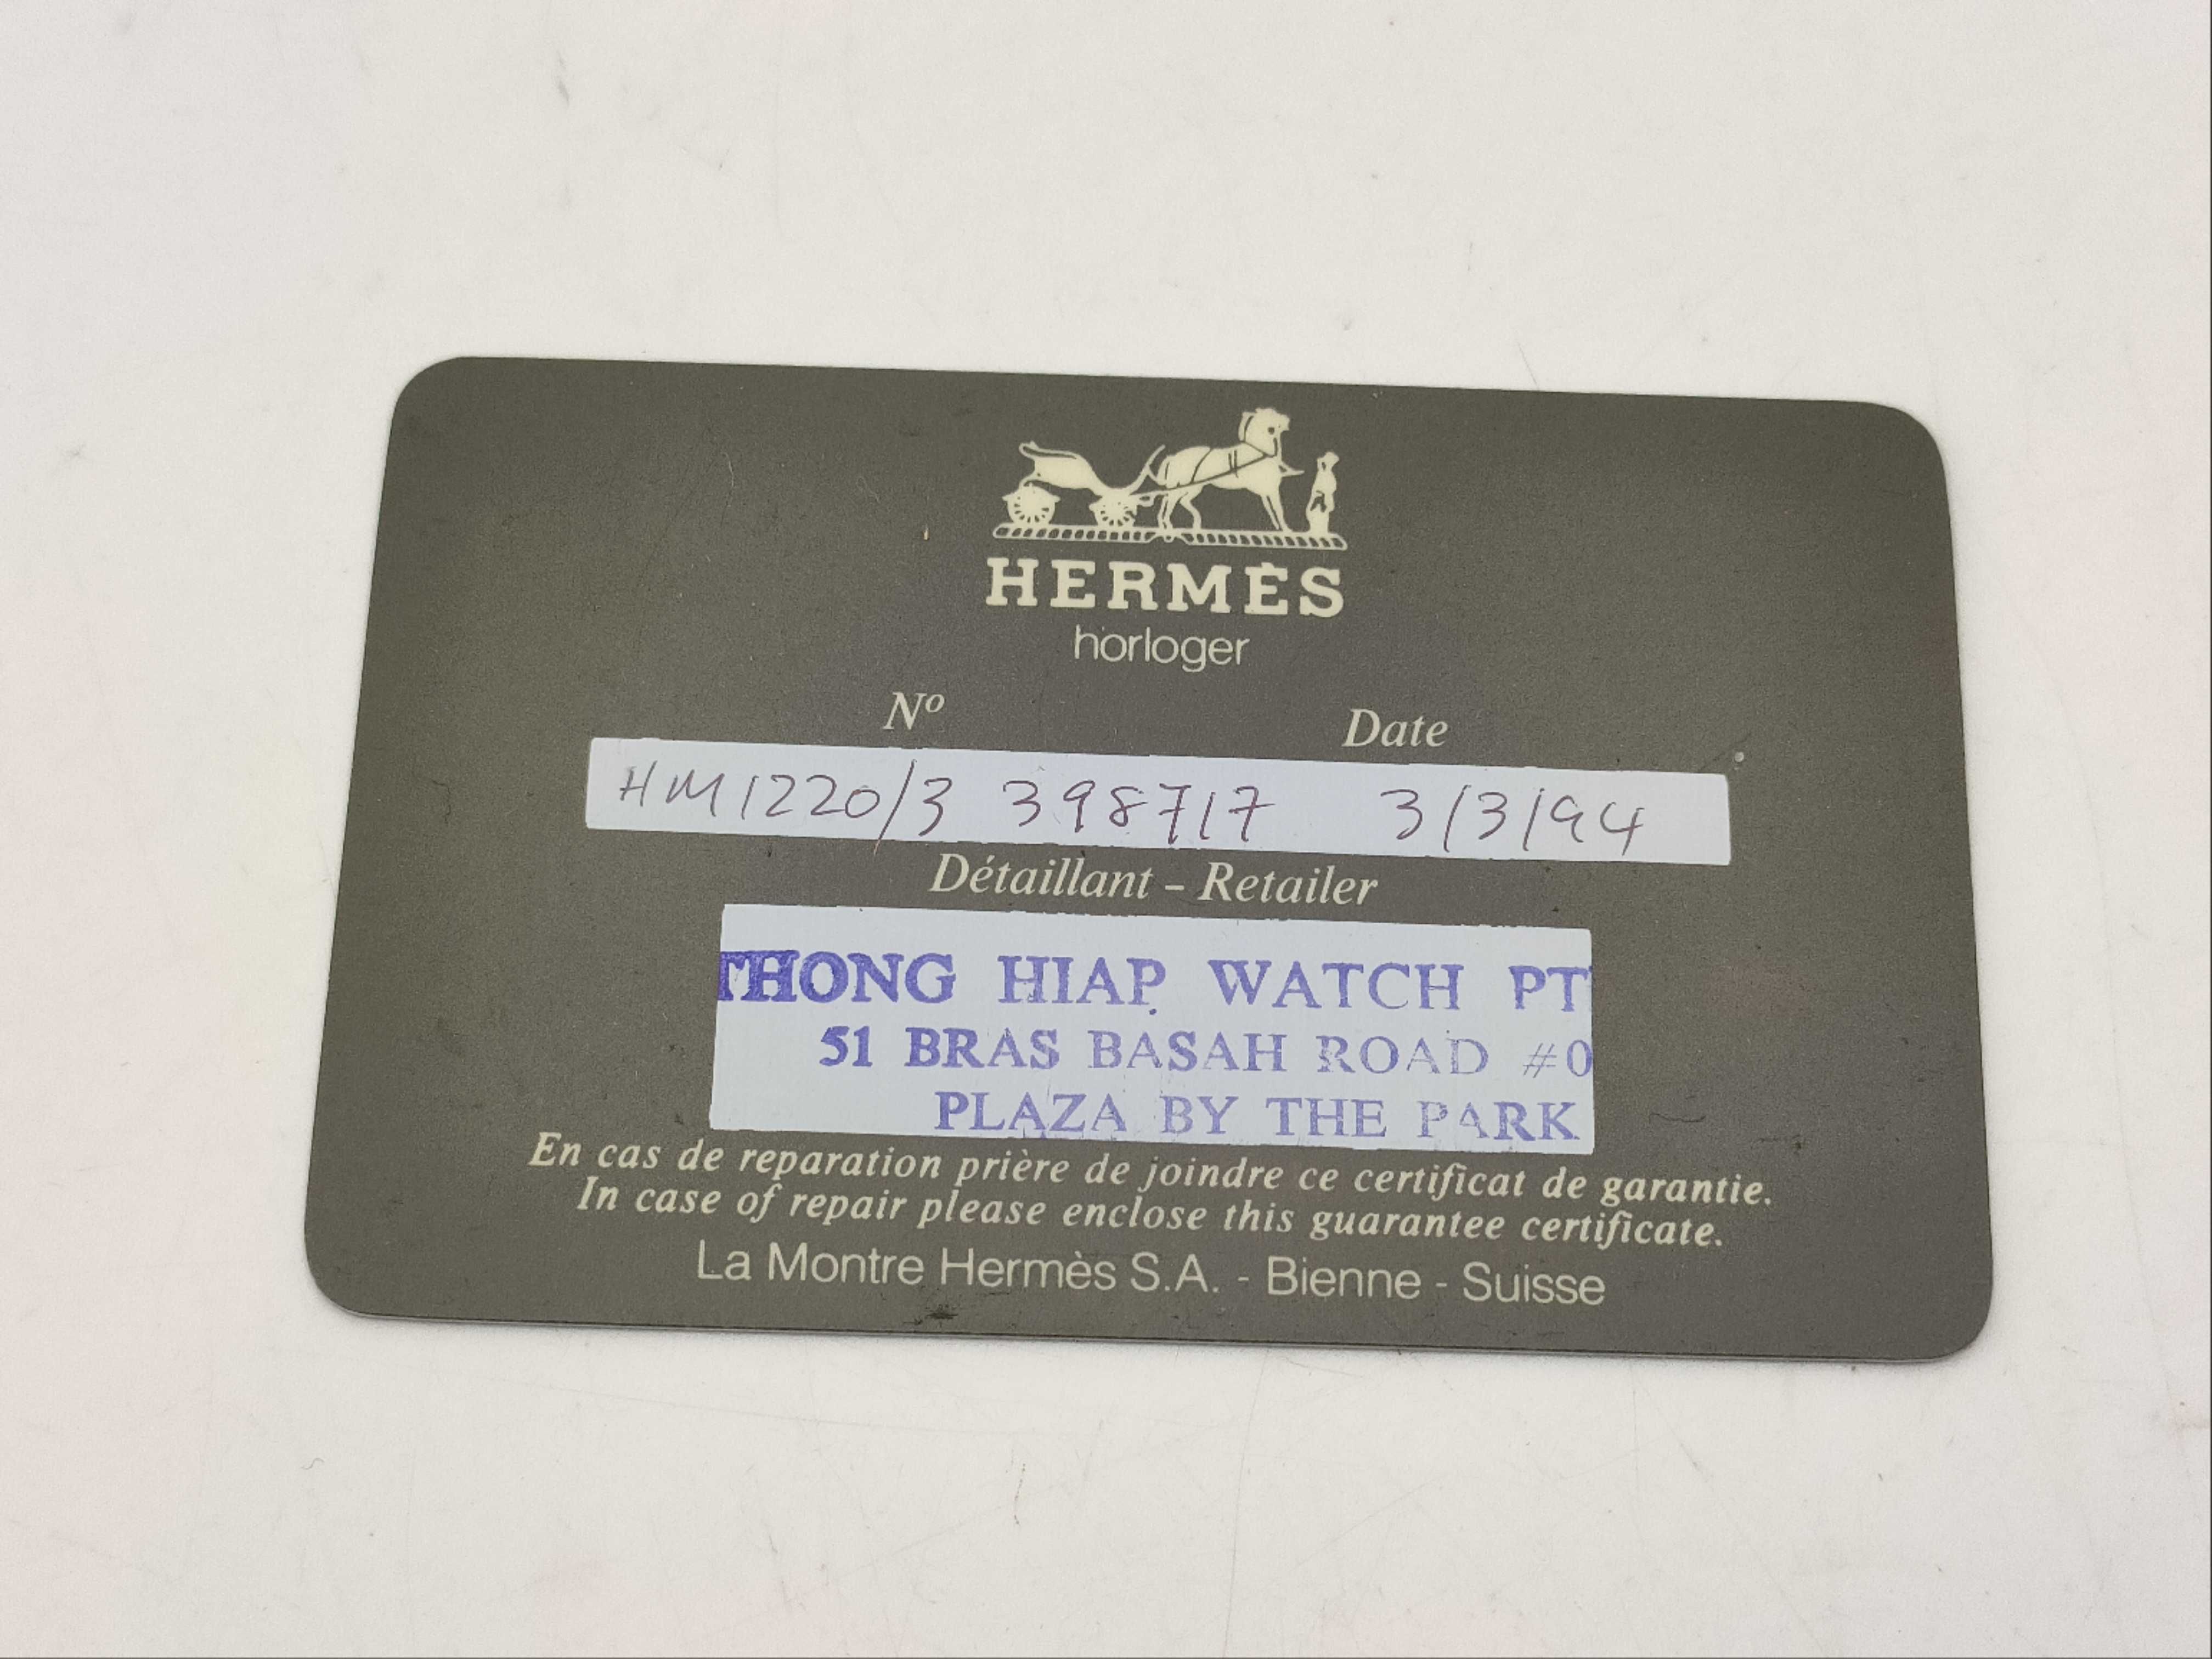 HERMÈS
horloger
Nº Date
HM1220/3 398717 3/3/94
Détaillant - Retailer
THONG HIAP WATCH PT
51 BRAS BASAH ROAD #0
PLAZA BY THE PARK
En cas de reparation prière de joindre ce certificat de garantie.
In case of repair please enclose this guarantee certificate.
La Montre Hermès S.A. - Bienne - Suisse